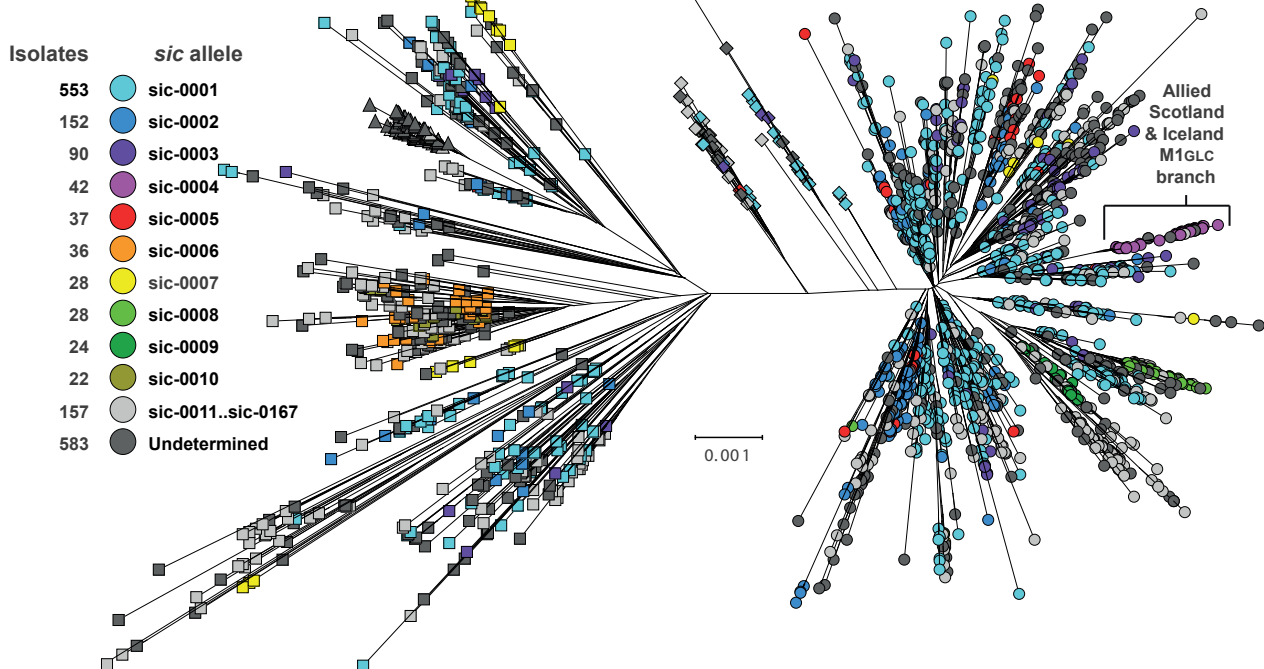 Isolates sic allele
553 sic-0001
152 sic-0002
90 sic-0003
42 sic-0004
37 sic-0005
36 sic-0006
28 sic-0007
28 sic-0008
24 sic-0009
22 sic-0010
157 sic-0011..sic-0167
583 Undetermined
Allied
Scotland
& Iceland
M1GLC
branch
0.001